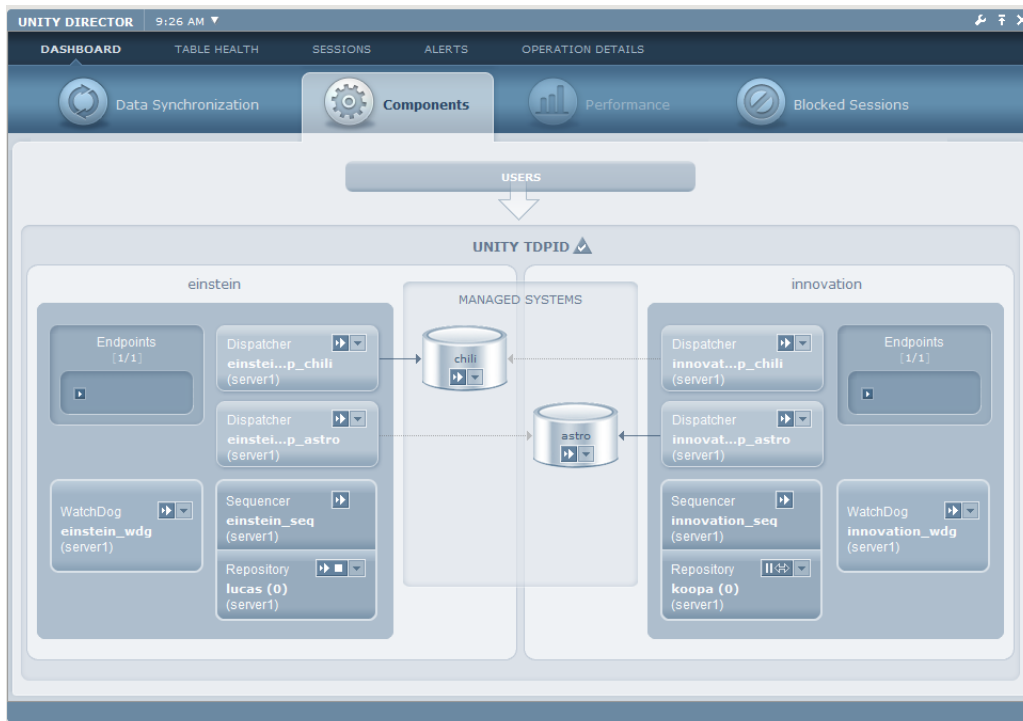 UNITY DIRECTOR 9:26 AM
DASHBOARD TABLE HEALTH SESSIONS ALERTS OPERATION DETAILS
Data Synchronization Components Performance Blocked Sessions
USERS
UNITY TDPID
einstein
innovation
MANAGED SYSTEMS
Endpoints
[1/1]
Dispatcher
einstei...p_chili
(server1)
chili
Dispatcher
innovat...p_chili
(server1)
Endpoints
[1/1]
Dispatcher
einstei...p_astro
(server1)
astro
Dispatcher
innovat...p_astro
(server1)
WatchDog
einstein_wdg
(server1)
Sequencer
einstein_seq
(server1)
Repository
lucas (0)
(server1)
Sequencer
innovation_seq
(server1)
Repository
koopa (0)
(server1)
WatchDog
innovation_wdg
(server1)